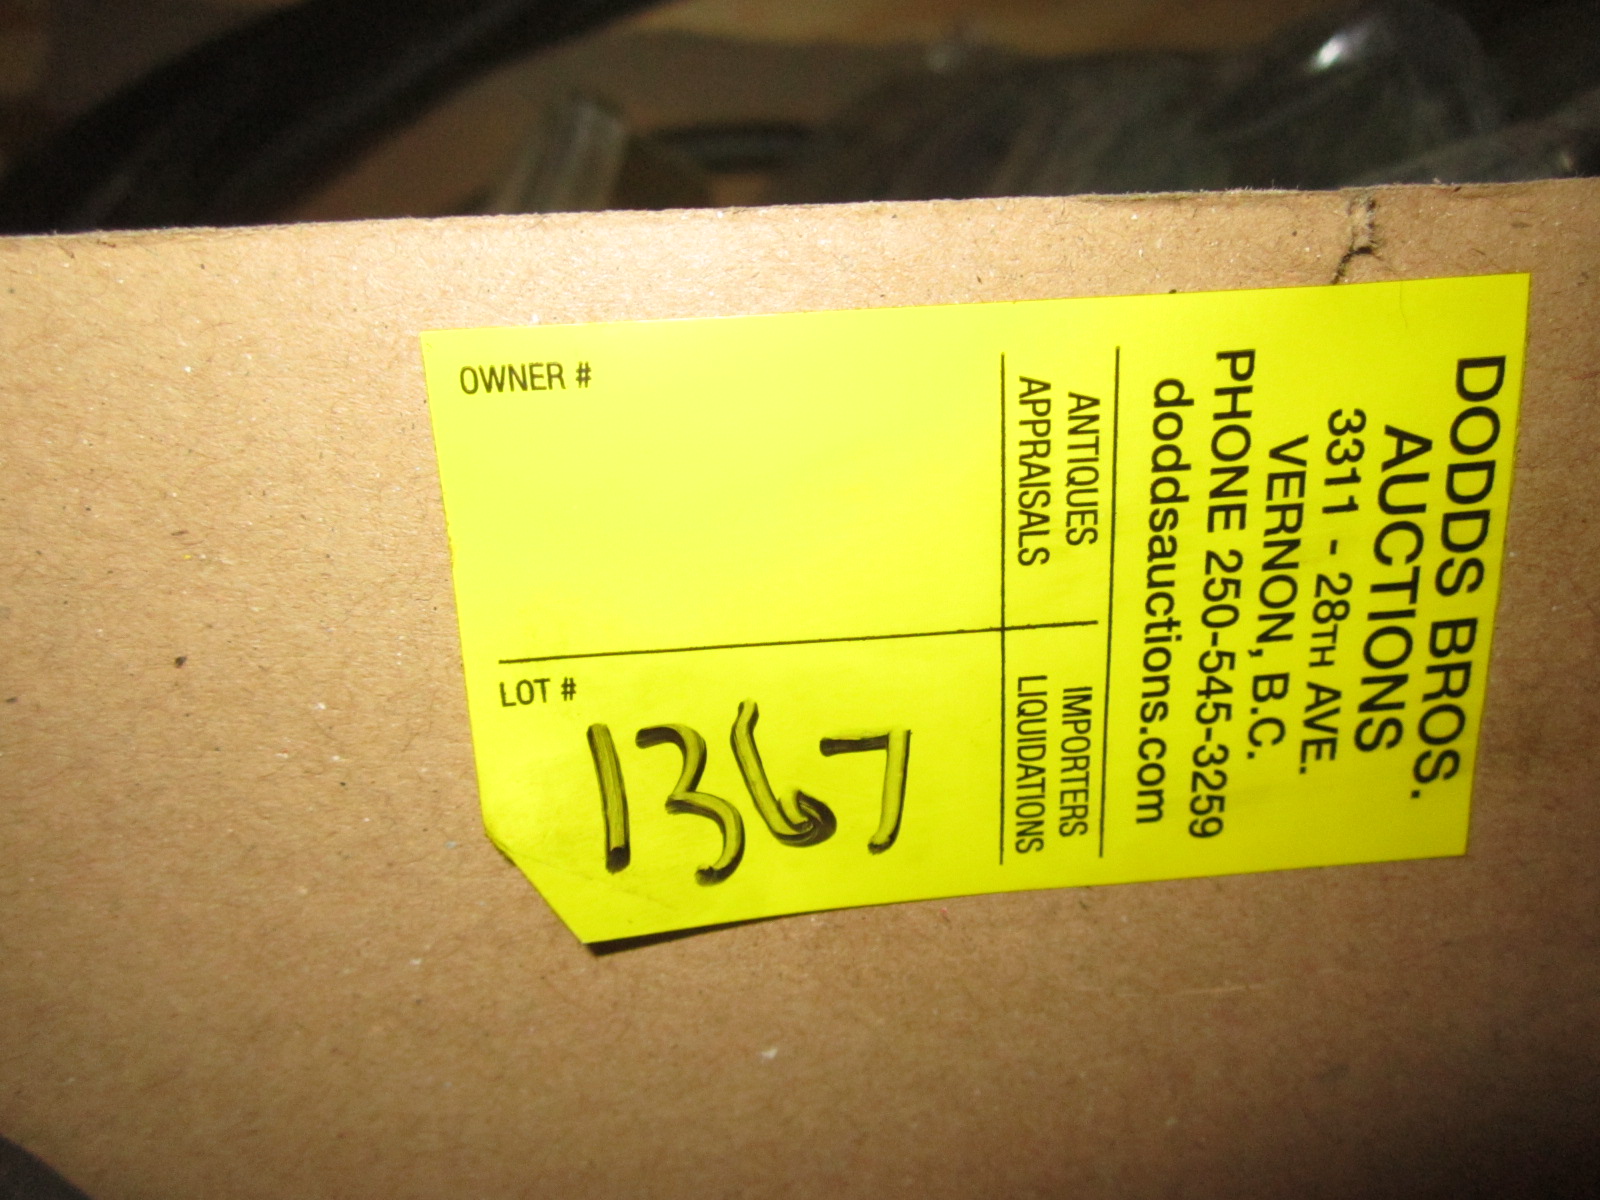 DODDS BROS.
AUCTIONS
3311 - 28TH AVE.
VERNON, B.C.
PHONE 250-545-3259
doddsauctions.com
ANTIQUES
APPRAISALS
IMPORTERS
LIQUIDATIONS
OWNER #
LOT #
1367